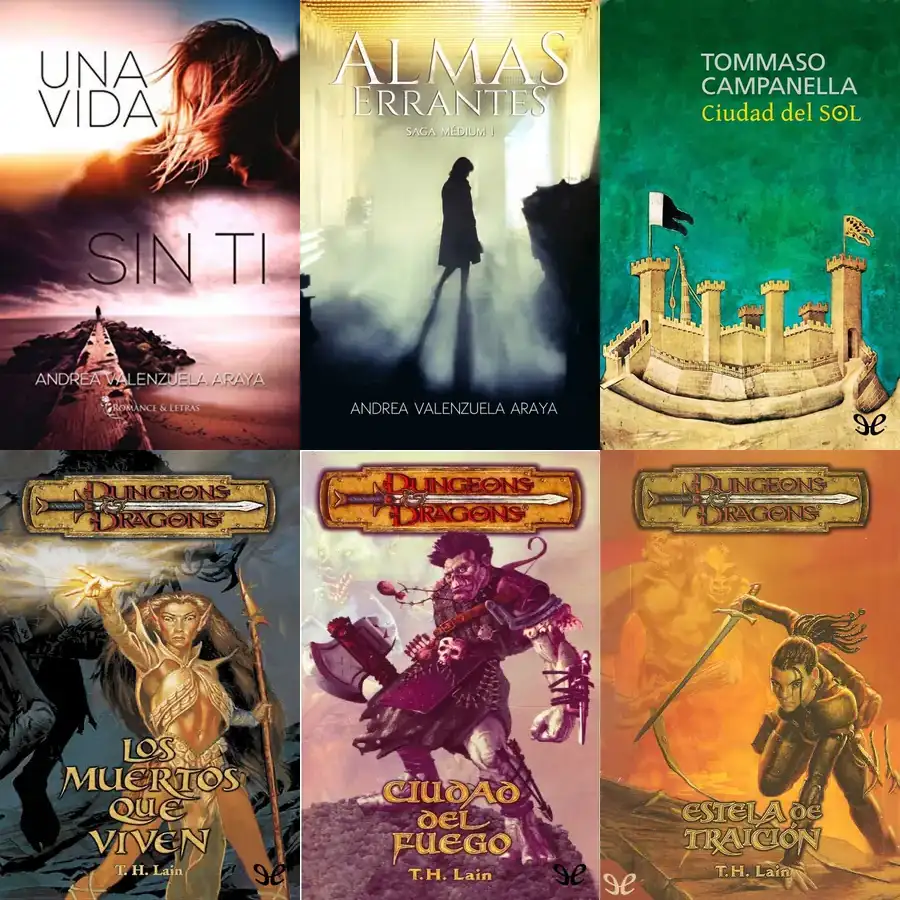 UNA
VIDA
SIN TI
ANDREA VALENZUELA ARAYA
ROMANCE & LETRAS
ALMAS
ERRANTES
SAGA MÉDIUM I
ANDREA VALENZUELA ARAYA
TOMMASO
CAMPANELLA
Ciudad del SOL
DUNGEONS
& DRAGONS
LOS
MUERTOS
QUE
VIVEN
T. H. Lain
DUNGEONS
& DRAGONS
CIUDAD
DEL
FUEGO
T.H. Lain
DUNGEONS
& DRAGONS
ESTELA DE
TRAICIÓN
T.H. Lain